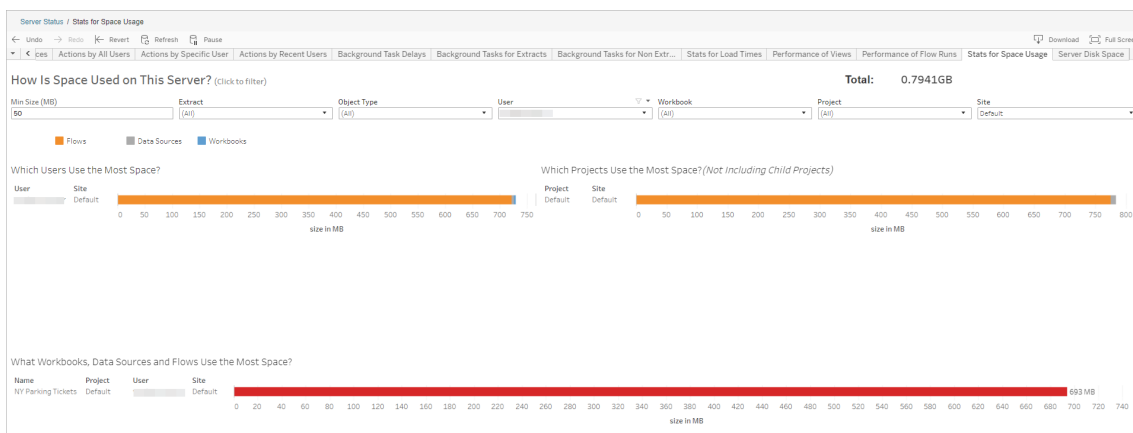 Server Status / Stats for Space Usage
Undo Redo Revert Refresh Pause Download Full Scree
ces Actions by All Users Actions by Specific User Actions by Recent Users Background Task Delays Background Tasks for Extracts Background Tasks for Non Extr... Stats for Load Times Performance of Views Performance of Flow Runs Stats for Space Usage Server Disk Space
How Is Space Used on This Server? (Click to filter) Total: 0.7941GB
Min Size (MB) Extract Object Type User Workbook Project Site
50 (All) (All) (All) (All) Default
Flows Data Sources Workbooks
Which Users Use the Most Space? Which Projects Use the Most Space? (Not Including Child Projects)
User Site Project Site
Default Default Default
0 50 100 150 200 250 300 350 400 450 500 550 600 650 700 750 0 50 100 150 200 250 300 350 400 450 500 550 600 650 700 750 800
size in MB size in MB
What Workbooks, Data Sources and Flows Use the Most Space?
Name Project User Site
NY Parking Tickets Default Default 693 MB
0 20 40 60 80 100 120 140 160 180 200 220 240 260 280 300 320 340 360 380 400 420 440 460 480 500 520 540 560 580 600 620 640 660 680 700 720 740
size in MB